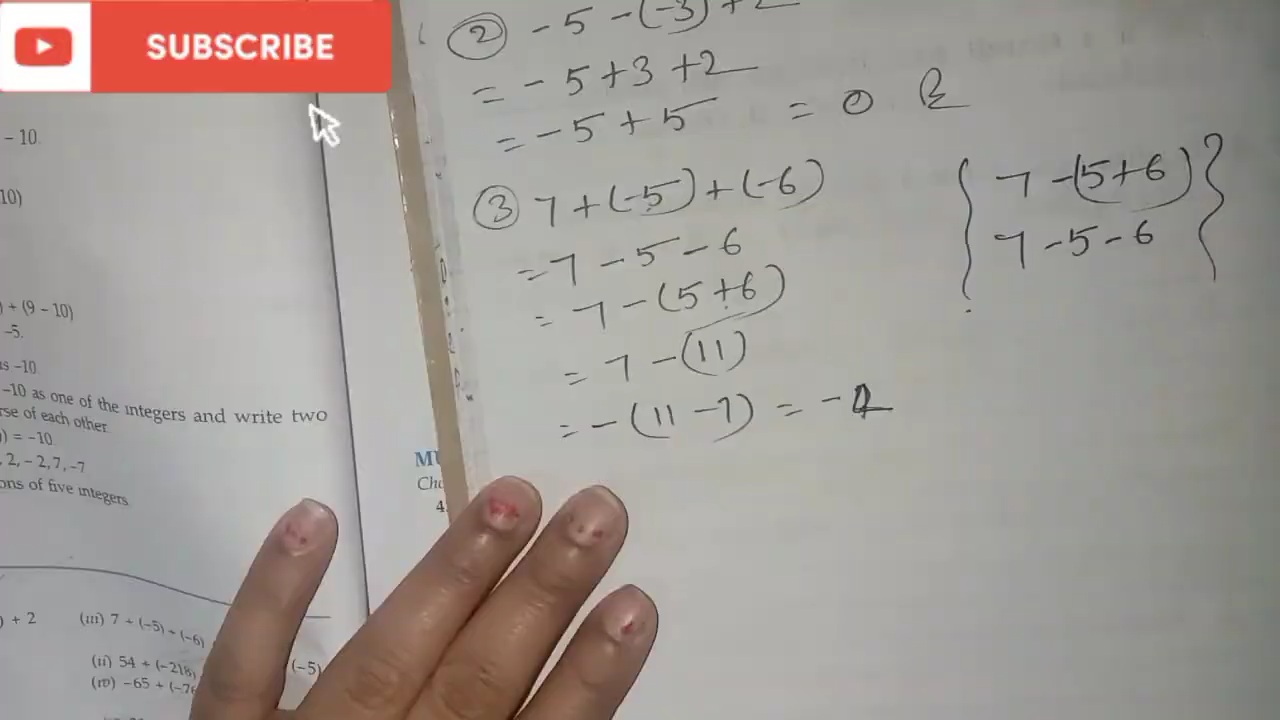 SUBSCRIBE
② -5 -(-3)+2
= -5+3+2
= -5+5 = 0
③ 7+(-5)+(-6)
= 7-5-6
= 7-(5+6)
= 7-(11)
= -(11-7) = -4
{ 7-(5+6) }
7-5-6
- 10.
10)
) + (9 – 10)
–5.
as –10
–10 as one of the integers and write two
rse of each other
) = –10.
, 2, – 2, 7, –7
ons of five integers.
MU
Cho
4.
) + 2
(iii) 7 + (–5) + (–6)
(ii) 54 + (–218)
(–5)
(iv) –65 + (–76